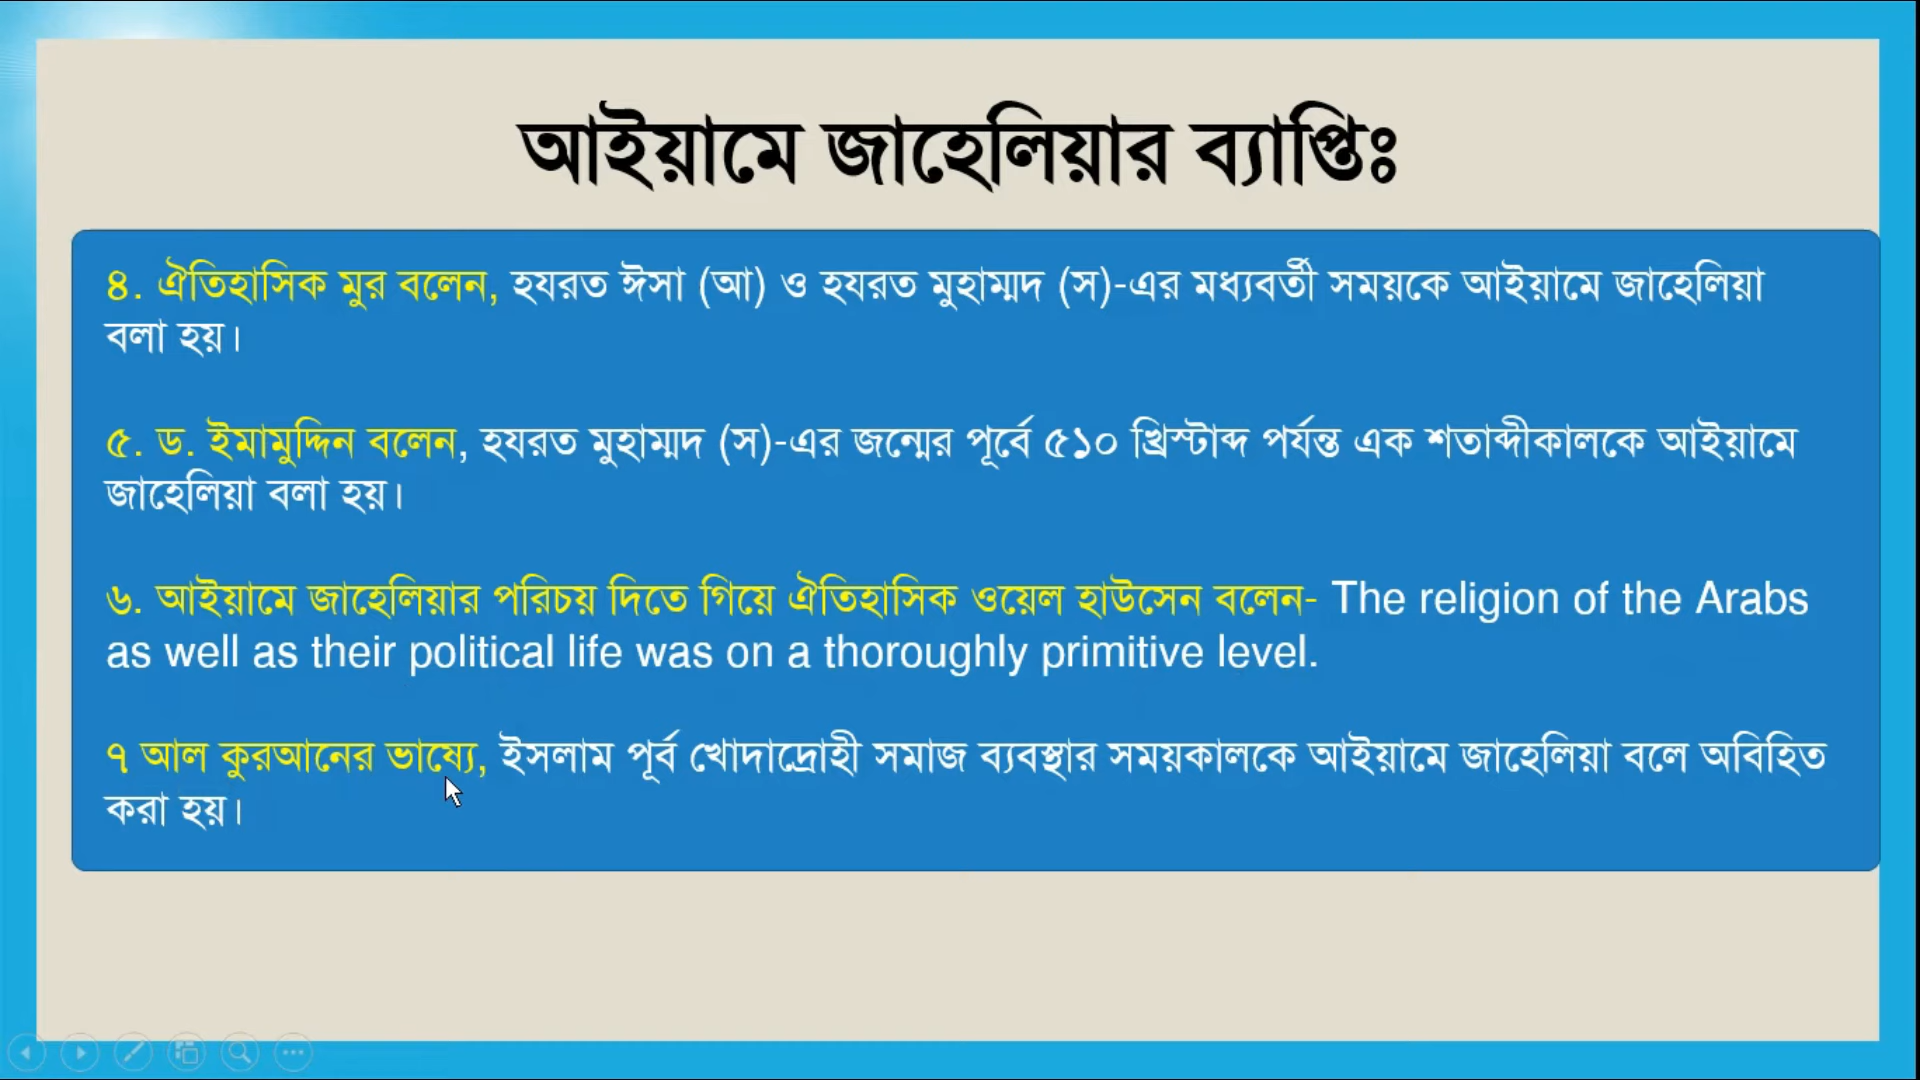 আইয়ামে জাহেলিয়ার ব্যাপ্তিঃ
৪. ঐতিহাসিক মুর বলেন, হযরত ঈসা (আ) ও হযরত মুহাম্মদ (স)-এর মধ্যবর্তী সময়কে আইয়ামে জাহেলিয়া
বলা হয়।
৫. ড. ইমামুদ্দিন বলেন, হযরত মুহাম্মদ (স)-এর জন্মের পূর্বে ৫১০ খ্রিস্টাব্দ পর্যন্ত এক শতাব্দীকালকে আইয়ামে
জাহেলিয়া বলা হয়।
৬. আইয়ামে জাহেলিয়ার পরিচয় দিতে গিয়ে ঐতিহাসিক ওয়েল হাউসেন বলেন- The religion of the Arabs
as well as their political life was on a thoroughly primitive level.
৭ আল কুরআনের ভাষ্যে, ইসলাম পূর্ব খোদাদ্রোহী সমাজ ব্যবস্থার সময়কালকে আইয়ামে জাহেলিয়া বলে অবিহিত
করা হয়।